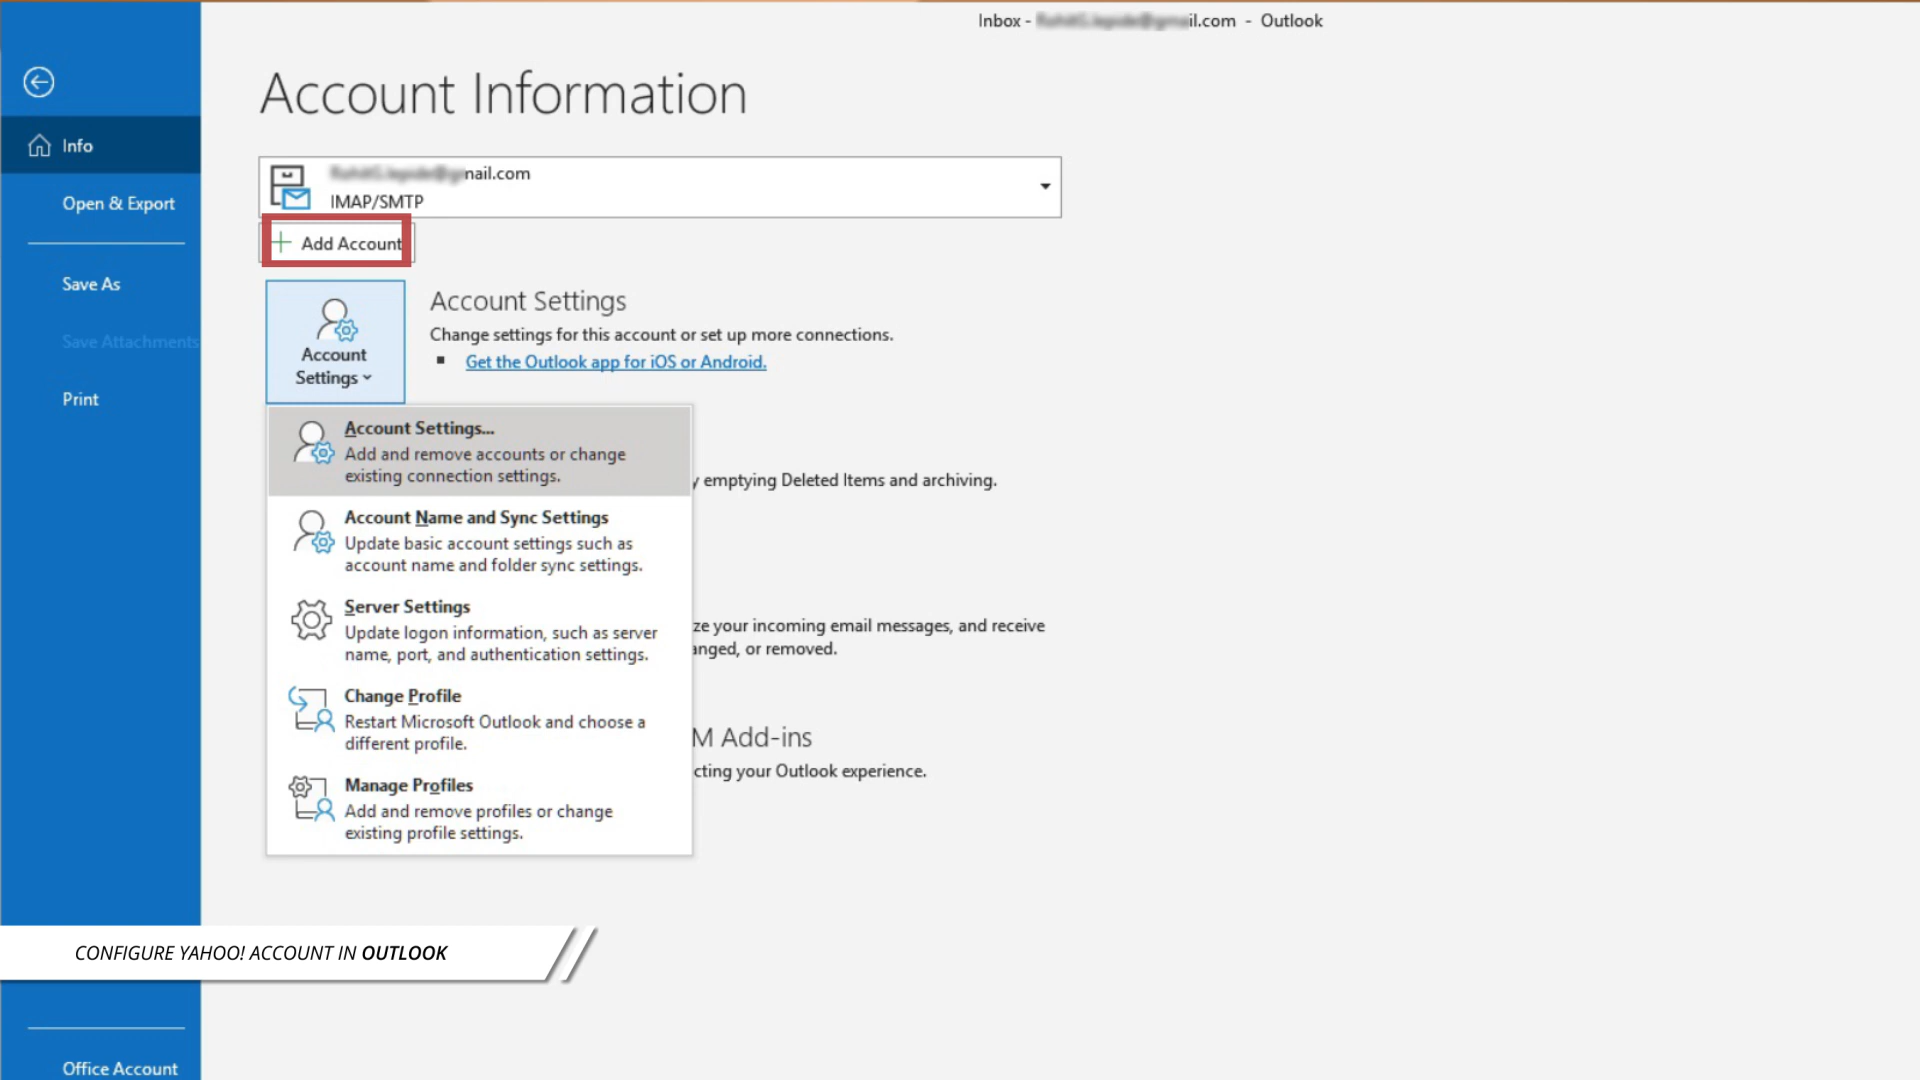 Inbox - il.com - Outlook
Account Information
Info
nail.com
IMAP/SMTP
Open & Export
Add Account
Save As
Account Settings
Change settings for this account or set up more connections.
Get the Outlook app for iOS or Android.
Account
Settings
Save Attachments
Print
Account Settings...
Add and remove accounts or change
existing connection settings.
y emptying Deleted Items and archiving.
Account Name and Sync Settings
Update basic account settings such as
account name and folder sync settings.
Server Settings
Update logon information, such as server
name, port, and authentication settings.
ze your incoming email messages, and receive
anged, or removed.
Change Profile
Restart Microsoft Outlook and choose a
different profile.
M Add-ins
cting your Outlook experience.
Manage Profiles
Add and remove profiles or change
existing profile settings.
CONFIGURE YAHOO! ACCOUNT IN OUTLOOK
Office Account